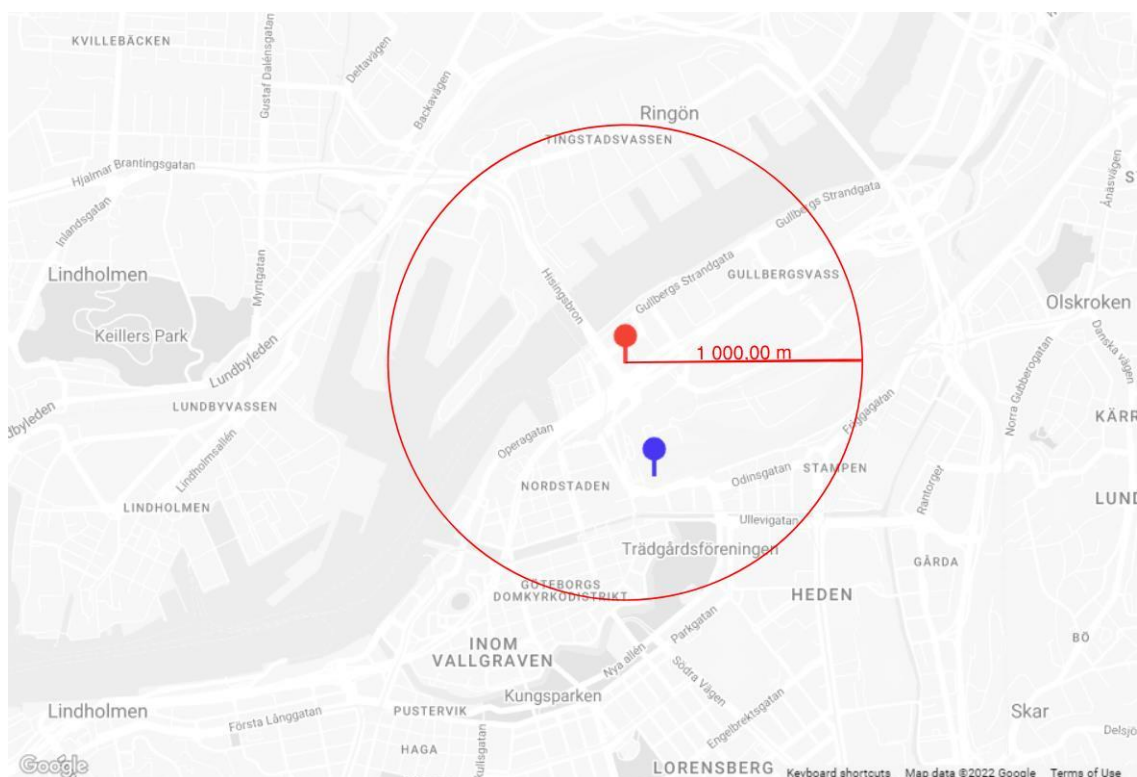 KVILLEBÄCKEN
Gustaf Dalénsgatan
Deltavägen
Backavägen
Ringön
TINGSTADSVASSEN
Hjalmar Brantingsgatan
Inlandsgatan
Ånäsvägen
Gullbergs Strandgata
Lindholmen
Myntgatan
Hisingsbron
Gullbergs Strandgata
GULLBERGSVASS
Olskroken
Keillers Park
Lundbyleden
1 000,00 m
Danska vägen
Norra Gubberogatan
LUNDBYVASSEN
Operagatan
Friggagatan
KÄRR
Lindholmsallén
Odinsgatan
STAMPEN
NORDSTADEN
Rantorget
LUND
LINDHOLMEN
Ullevigatan
Trädgårdsföreningen
GÅRDA
GÖTEBORGS
DOMKYRKODISTRIKT
HEDEN
Parkgatan
BÖ
INOM
VALLGRAVEN
Nya allén
Södra Vägen
Kungsparken
Engelbrektsgatan
Lindholmen
PUSTERVIK
Skar
Första Långgatan
Delsjö
HAGA
LORENSBERG
Google
Keyboard shortcuts Map data ©2022 Google Terms of Use